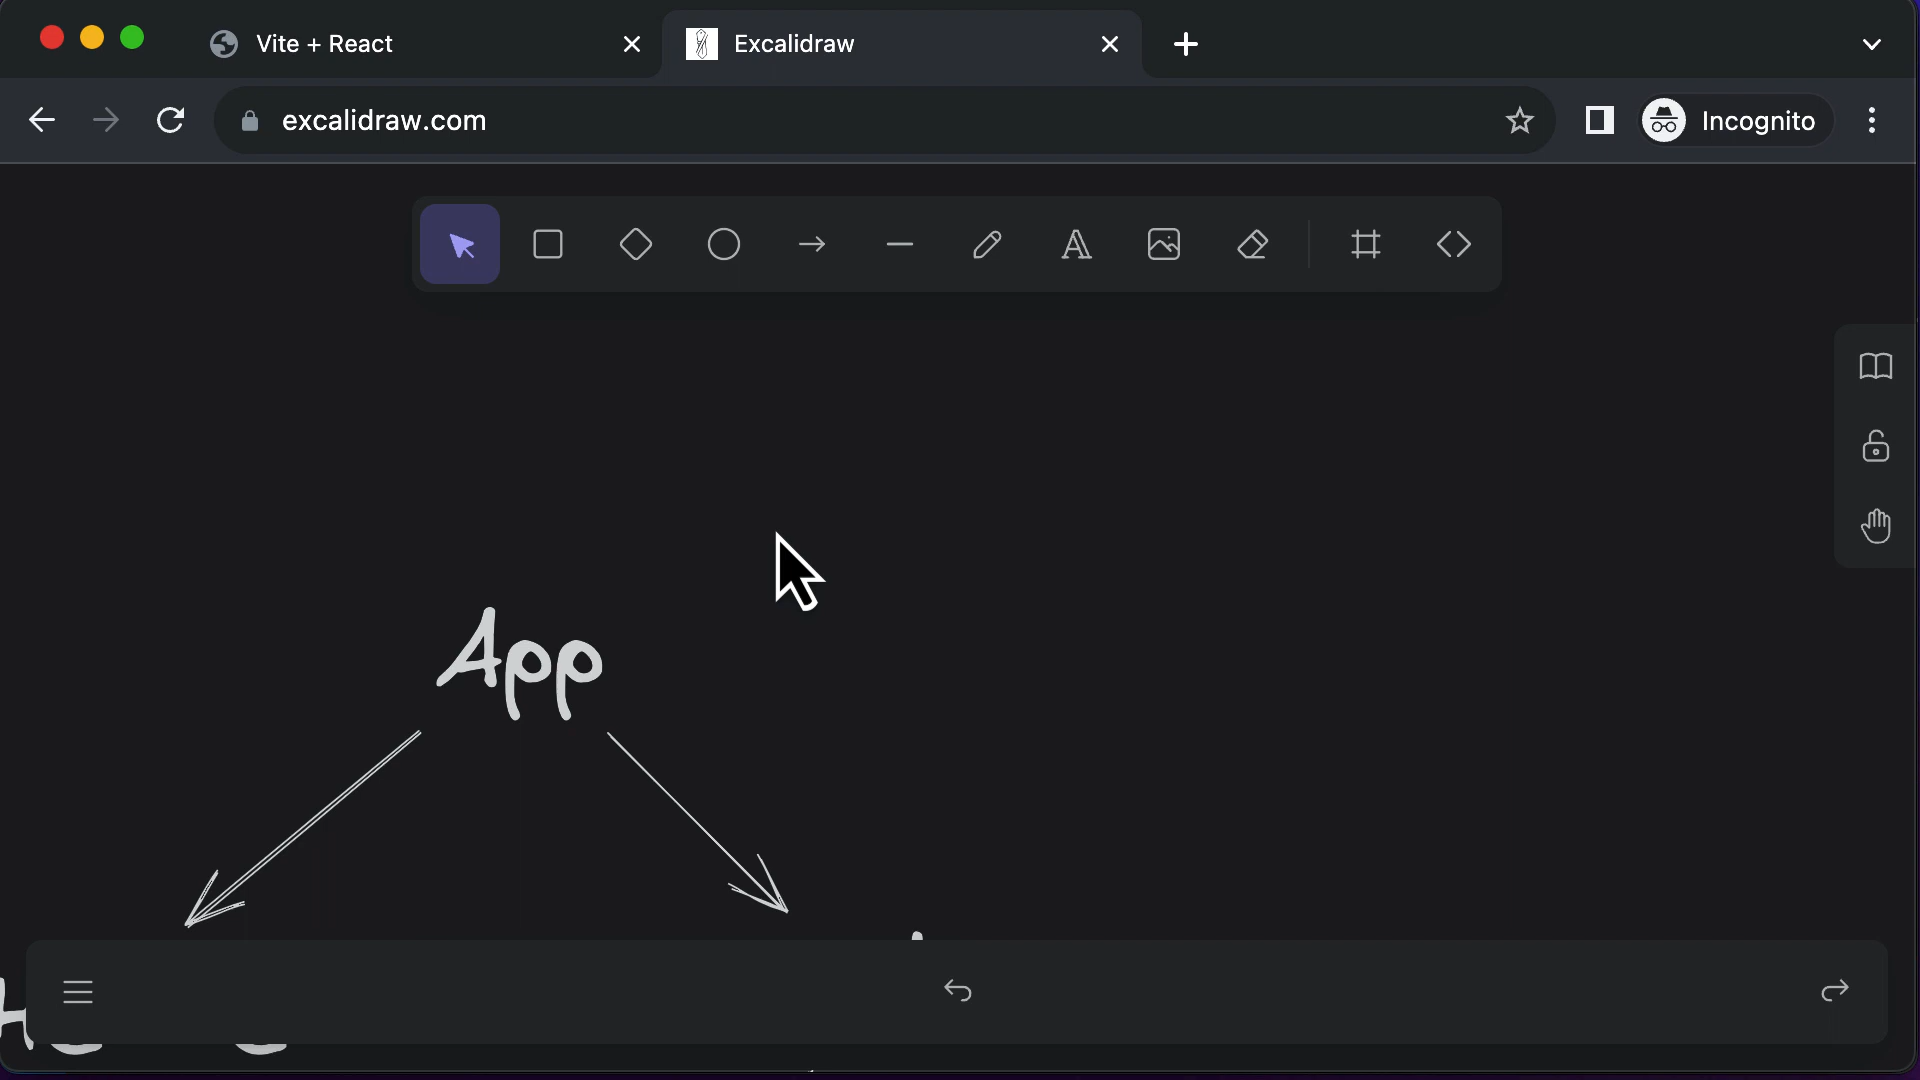 Vite + React
Excalidraw
excalidraw.com
Incognito
App